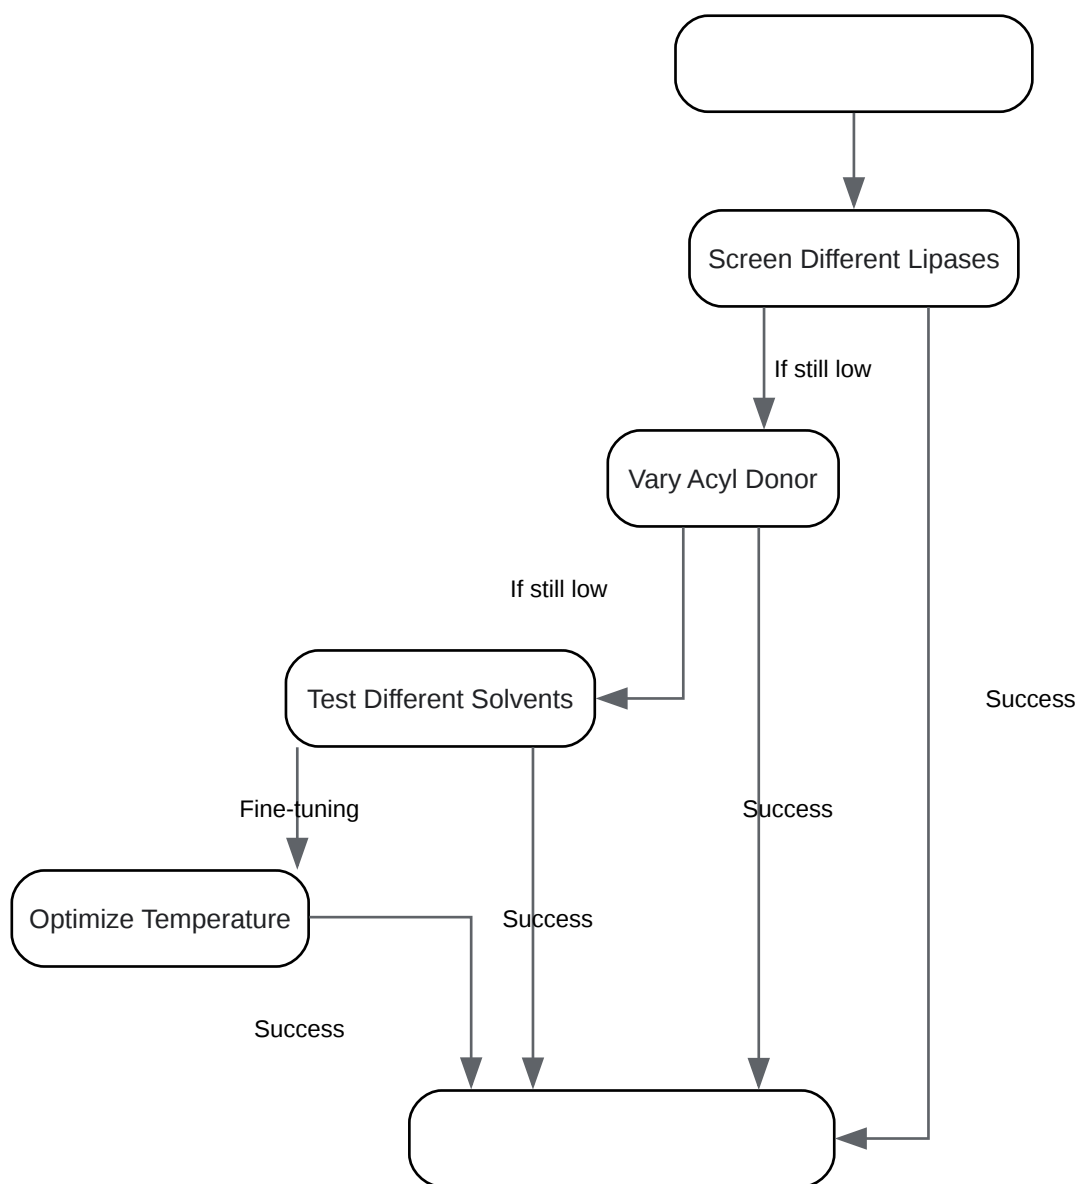 Screen Different Lipases
If still low
Vary Acyl Donor
If still low
Test Different Solvents
Success
Fine-tuning
Success
Optimize Temperature
Success
Success